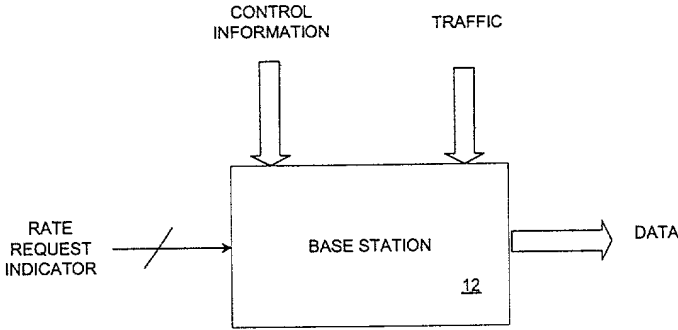 CONTROL
INFORMATION
TRAFFIC
RATE
REQUEST
INDICATOR
BASE STATION
DATA
12